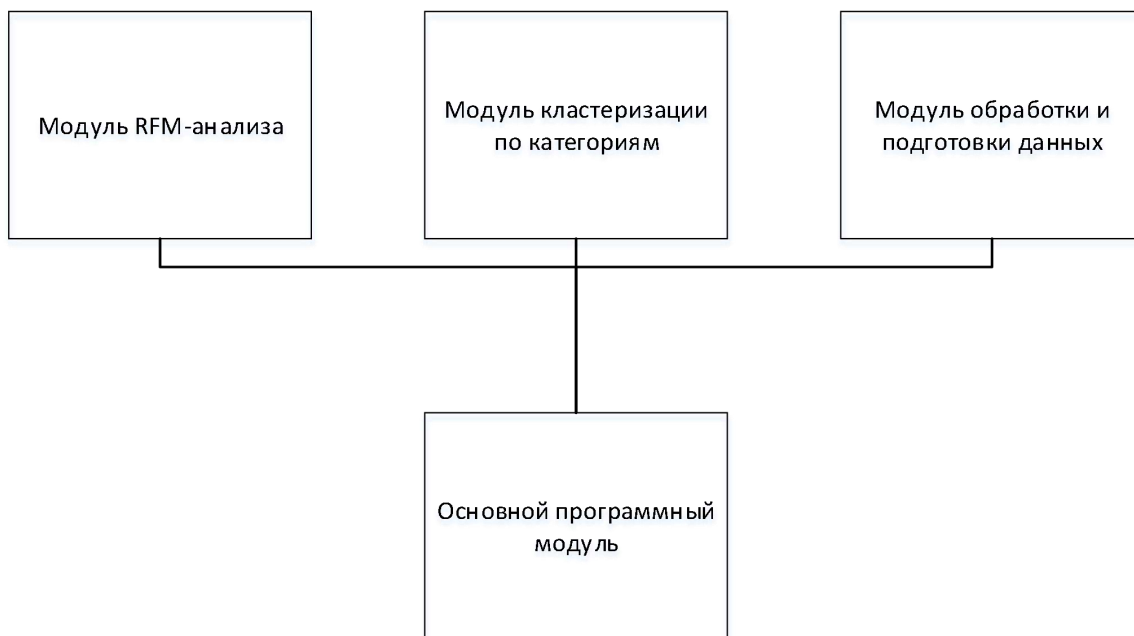 Модуль RFM-анализа
Модуль кластеризации
по категориям
Модуль обработки и
подготовки данных
Основной программный
модуль